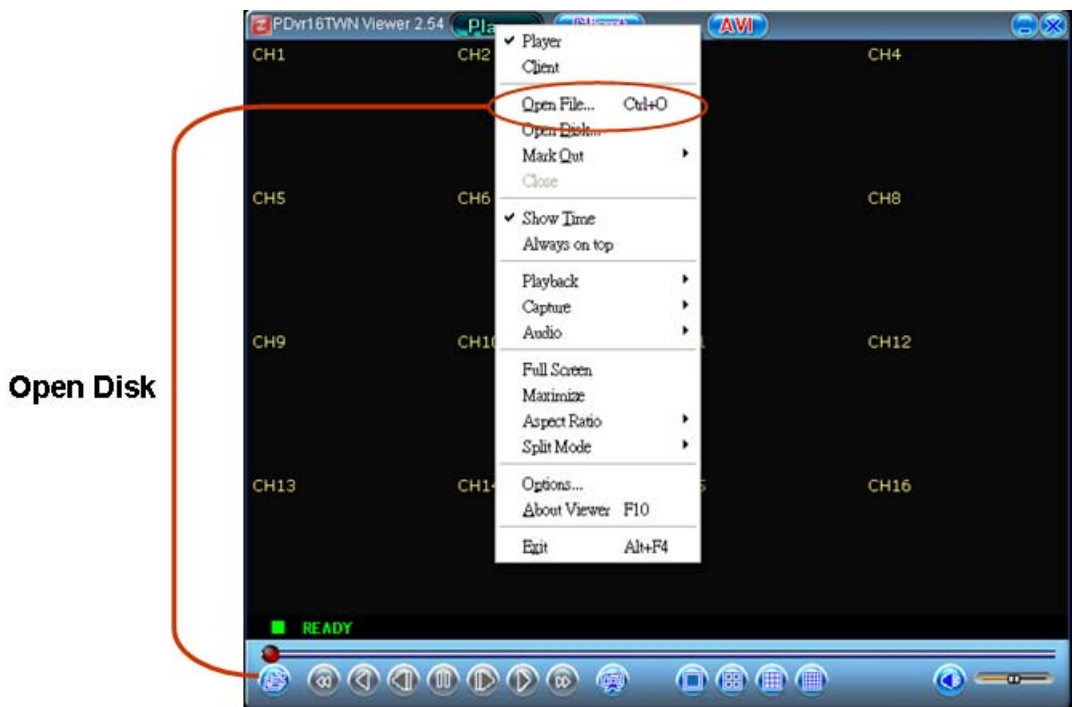 PDvr16TWN Viewer 2.54
AVI
CH1
CH2
CH4
CH5
CH6
CH8
CH9
CH12
CH13
CH16
Player
Client
Open File... Ctrl+O
Open Disk...
Mark Out
Close
Show Time
Always on top
Playback
Capture
Audio
Full Screen
Maximize
Aspect Ratio
Split Mode
Options...
About Viewer F10
Exit Alt+F4
Open Disk
READY